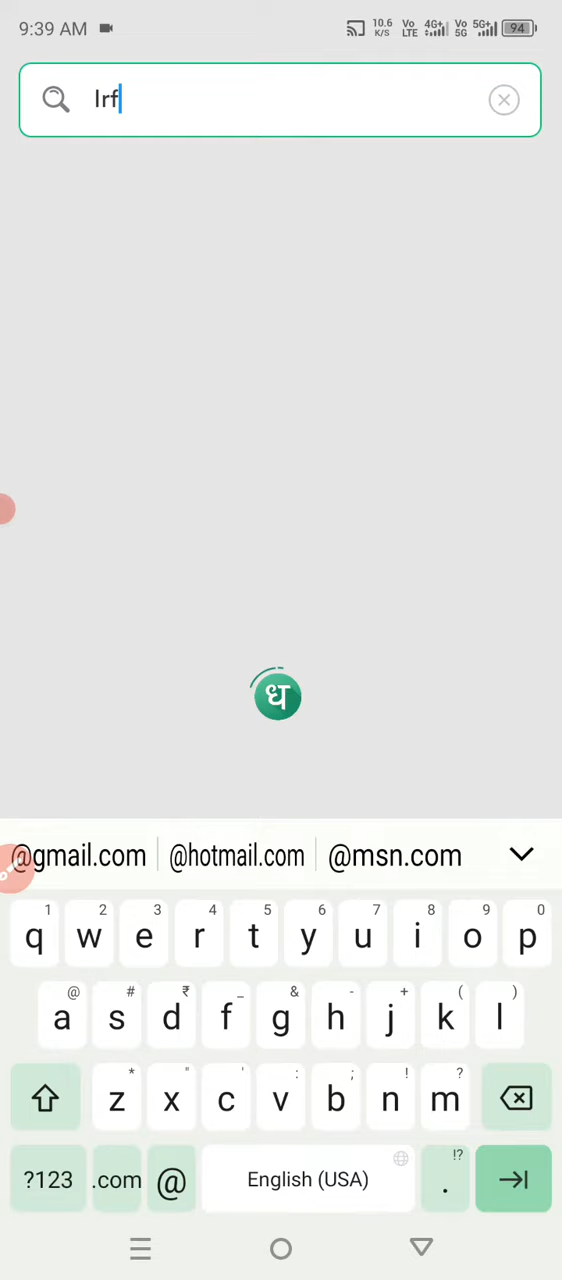 9:39 AM 10.6 K/S Vo LTE 4G+ Vo 5G 5G+ 94
Irf
ध
@gmail.com @hotmail.com @msn.com
1 2 3 4 5 6 7 8 9 0
q w e r t y u i o p
@ # ₹ _ & - + ( )
a s d f g h j k l
* " ' : ; ! ?
z x c v b n m
!?
?123 .com @ English (USA) .